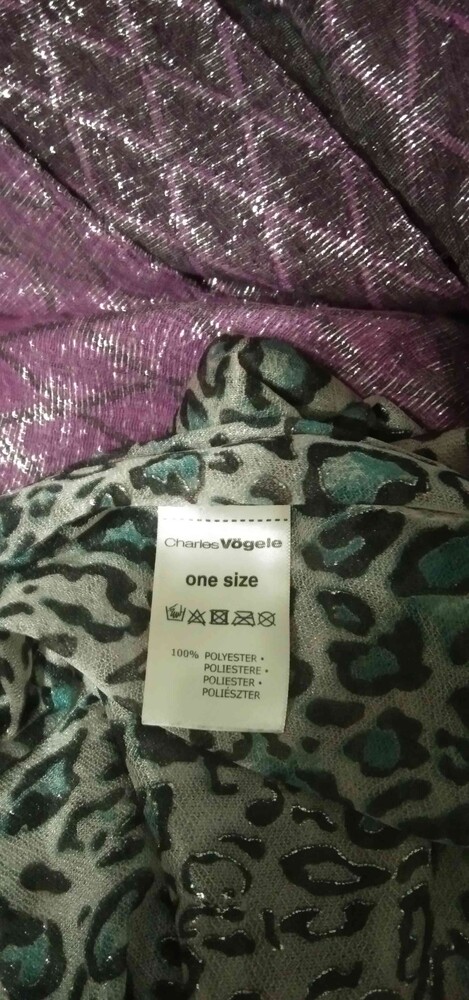 CharlesVögele
one size
100% POLYESTER •
POLIESTERE •
POLIESTER •
POLIÉSZTER